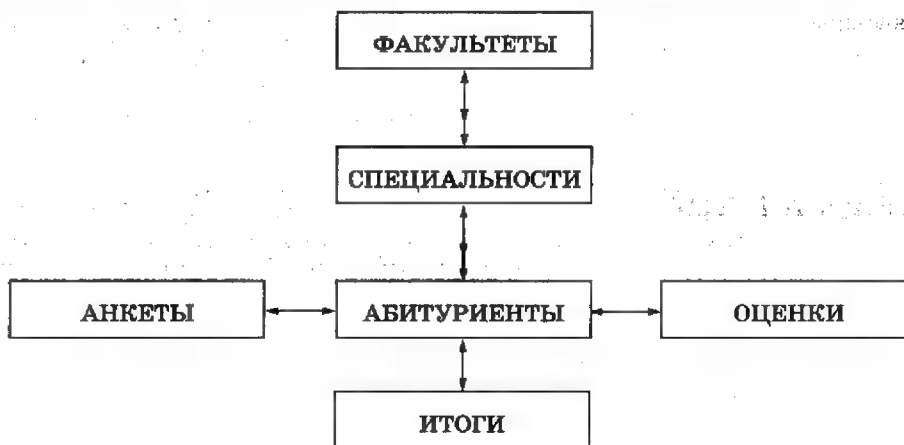 ФАКУЛЬТЕТЫ
СПЕЦИАЛЬНОСТИ
АНКЕТЫ
АБИТУРИЕНТЫ
ОЦЕНКИ
ИТОГИ